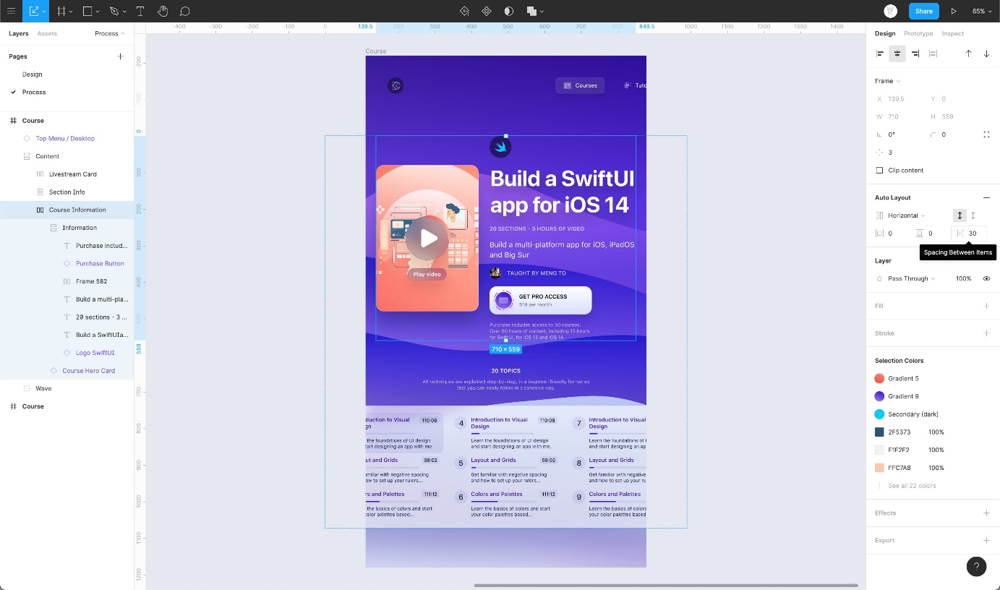 Share
65%
Layers
Assets
Process
Pages
Design
Process
Course
Top Menu / Desktop
Content
Livestream Card
Section Info
Course Information
Information
Purchase includ...
Purchase Button
Frame 582
Build a multi-pla...
20 sections - 3 ...
Build a SwiftUIa...
Logo SwiftUI
Course Hero Card
Wave
Course
-400
-300
-200
-100
0
139.5
200
300
400
500
600
700
800
849.5
1000
1100
1200
1300
1400
-200
-100
0
100
200
300
400
500
559
700
800
900
1000
1100
1200
Course
Courses
Tuto
Play video
Build a SwiftUI
app for iOS 14
20 SECTIONS - 3 HOURS OF VIDEO
Build a multi-platform app for iOS, iPadOS
and Big Sur
TAUGHT BY MENG TO
GET PRO ACCESS
$19 per month
Purchase includes access to 30 courses.
Over 80 hours of content, including 12 hours
for SwiftUI, for iOS 13 and iOS 14.
710 × 559
20 TOPICS
All techniques are explained step-by-step, in a beginner-friendly format so
that you can easily follow in a cohesive way.
duction to Visual
Design
110:08
the foundations of UI design
tart designing an app with me.
ut and Grids
98:02
amiliar with negative spacing
ow to set up your rulers...
rs and Palettes
111:12
the basics of colors and start
color palettes based...
4
Introduction to Visual
Design
110:08
Learn the foundations of UI design
and start designing an app with me.
5
Layout and Grids
98:02
Get familiar with negative spacing
and how to set up your rulers...
6
Colors and Palettes
111:12
Learn the basics of colors and start
your color palettes based...
7
Introduction to Visual
Design
Learn the foundations of U
and start designing an app
8
Layout and Grids
Get familiar with negative
and how to set up your ru
9
Colors and Palettes
Learn the basics of colors
your color palettes based
Design
Prototype
Inspect
Frame
X 139.5
Y 0
W 710
H 559
0°
0
3
Clip content
Auto Layout
Horizontal
0
0
30
Spacing Between Items
Layer
Pass Through
100%
Fill
Stroke
Selection Colors
Gradient 5
Gradient 9
Secondary (dark)
2F5373 100%
F1F2F2 100%
FFC7A8 100%
See all 22 colors
Effects
Export
?